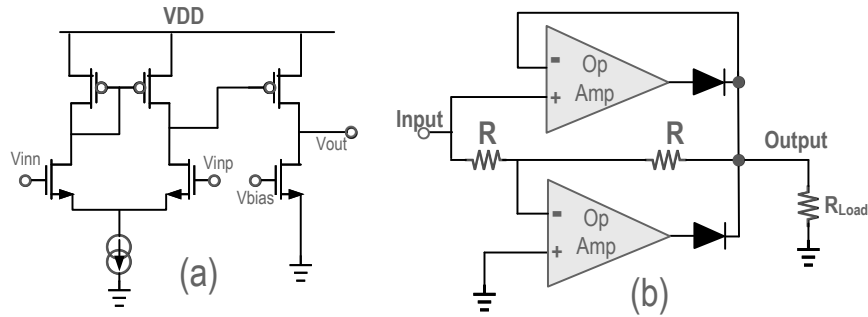 VDD
Vinn
Vinp
Vbias
Vout
(a)
Op
Amp
-
+
Input
R
R
Output
Op
Amp
-
+
RLoad
(b)